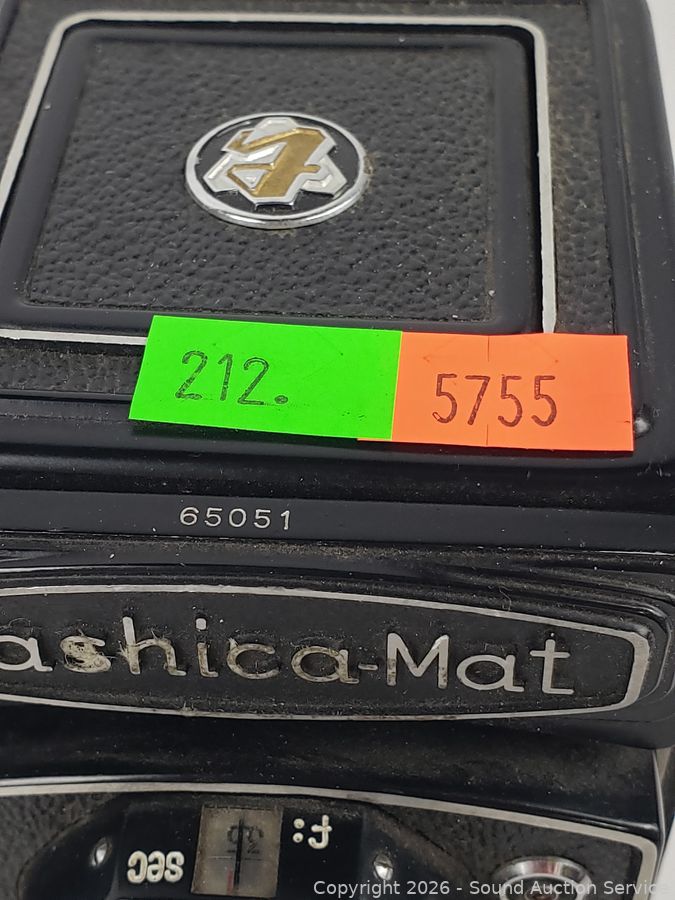 Y
212.
5755
65051
ashica-Mat
sec
f:
Copyright 2026 - Sound Auction Service